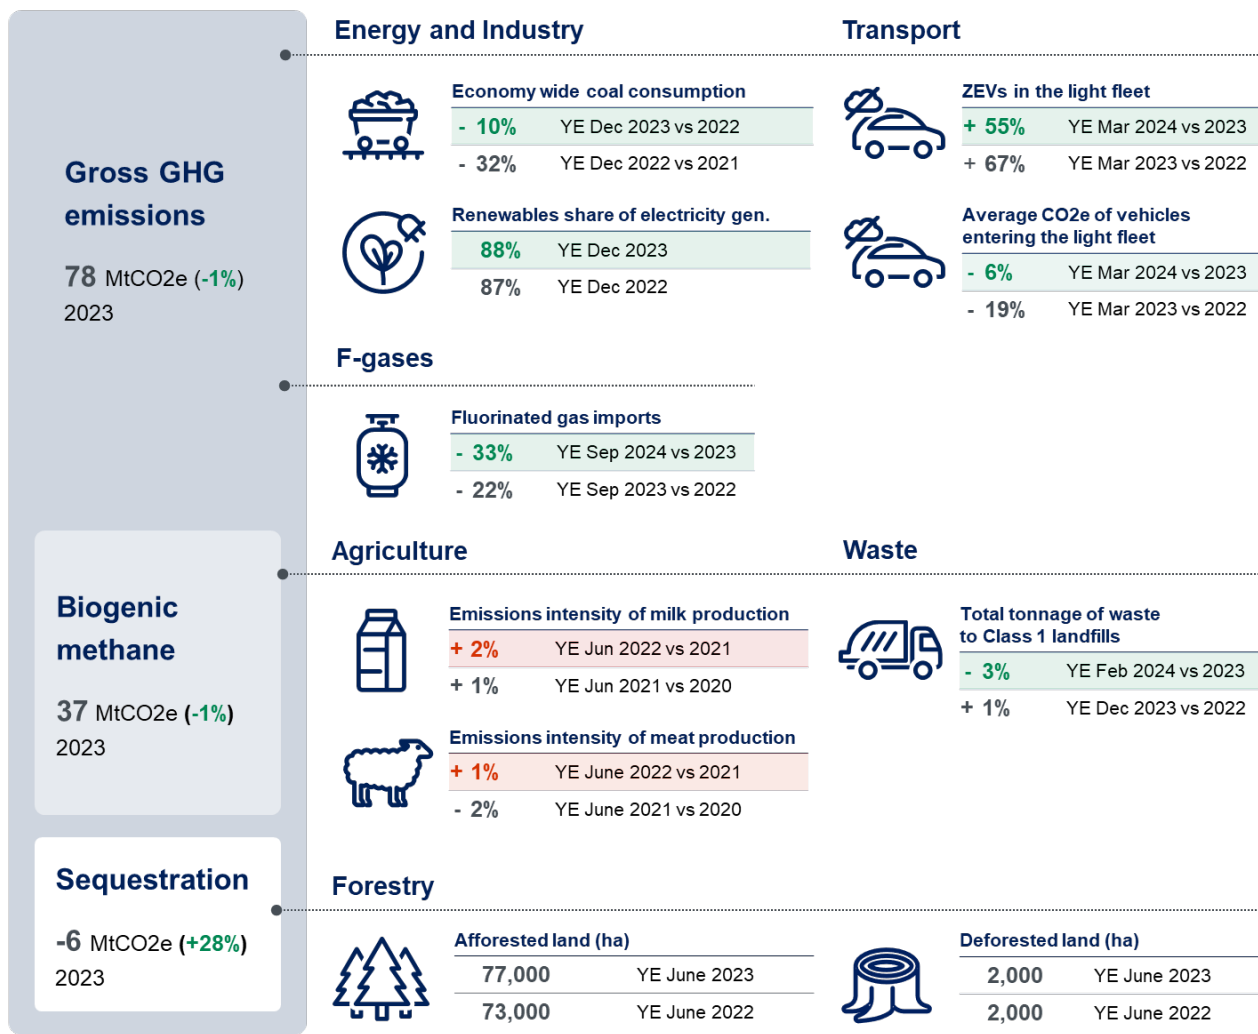 Gross GHG
emissions
78 MtCO2e (-1%)
2023
Energy and Industry
Economy wide coal consumption
- 10% YE Dec 2023 vs 2022
- 32% YE Dec 2022 vs 2021
Renewables share of electricity gen.
88% YE Dec 2023
87% YE Dec 2022
Transport
ZEVs in the light fleet
+ 55% YE Mar 2024 vs 2023
+ 67% YE Mar 2023 vs 2022
Average CO2e of vehicles
entering the light fleet
- 6% YE Mar 2024 vs 2023
- 19% YE Mar 2023 vs 2022
F-gases
Fluorinated gas imports
- 33% YE Sep 2024 vs 2023
- 22% YE Sep 2023 vs 2022
Biogenic
methane
37 MtCO2e (-1%)
2023
Agriculture
Emissions intensity of milk production
+ 2% YE Jun 2022 vs 2021
+ 1% YE Jun 2021 vs 2020
Emissions intensity of meat production
+ 1% YE June 2022 vs 2021
- 2% YE June 2021 vs 2020
Waste
Total tonnage of waste
to Class 1 landfills
- 3% YE Feb 2024 vs 2023
+ 1% YE Dec 2023 vs 2022
Sequestration
-6 MtCO2e (+28%)
2023
Forestry
Afforested land (ha)
77,000 YE June 2023
73,000 YE June 2022
Deforested land (ha)
2,000 YE June 2023
2,000 YE June 2022